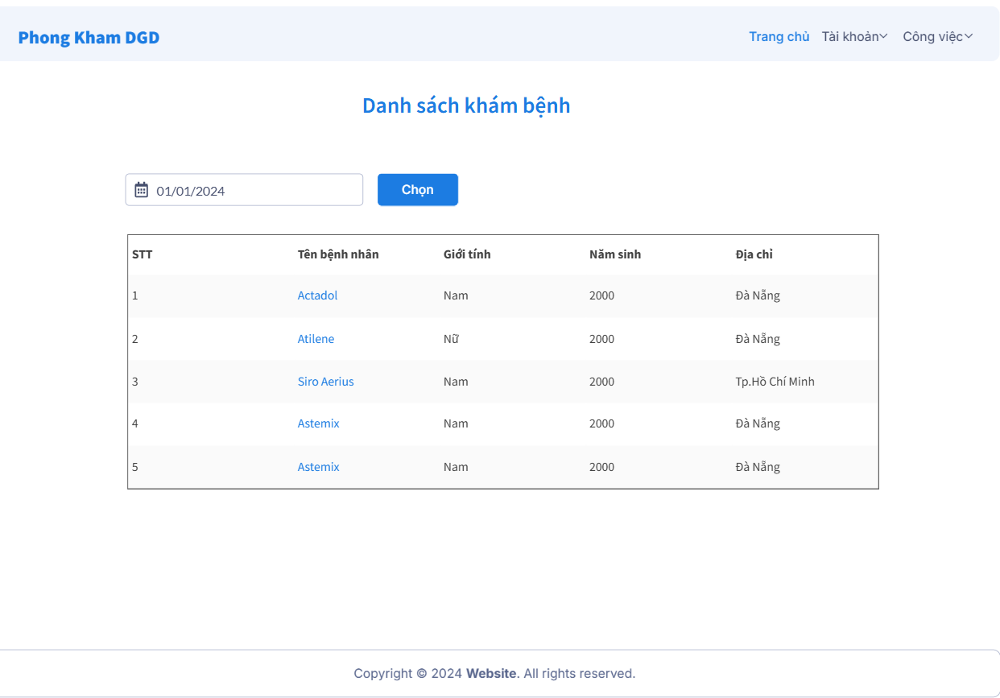 Phong Kham DGD Trang chủ Tài khoản Công việc
Danh sách khám bệnh
01/01/2024 Chọn
STT Tên bệnh nhân Giới tính Năm sinh Địa chỉ
1 Actadol Nam 2000 Đà Nẵng
2 Atilene Nữ 2000 Đà Nẵng
3 Siro Aerius Nam 2000 Tp.Hồ Chí Minh
4 Astemix Nam 2000 Đà Nẵng
5 Astemix Nam 2000 Đà Nẵng
Copyright © 2024 Website. All rights reserved.